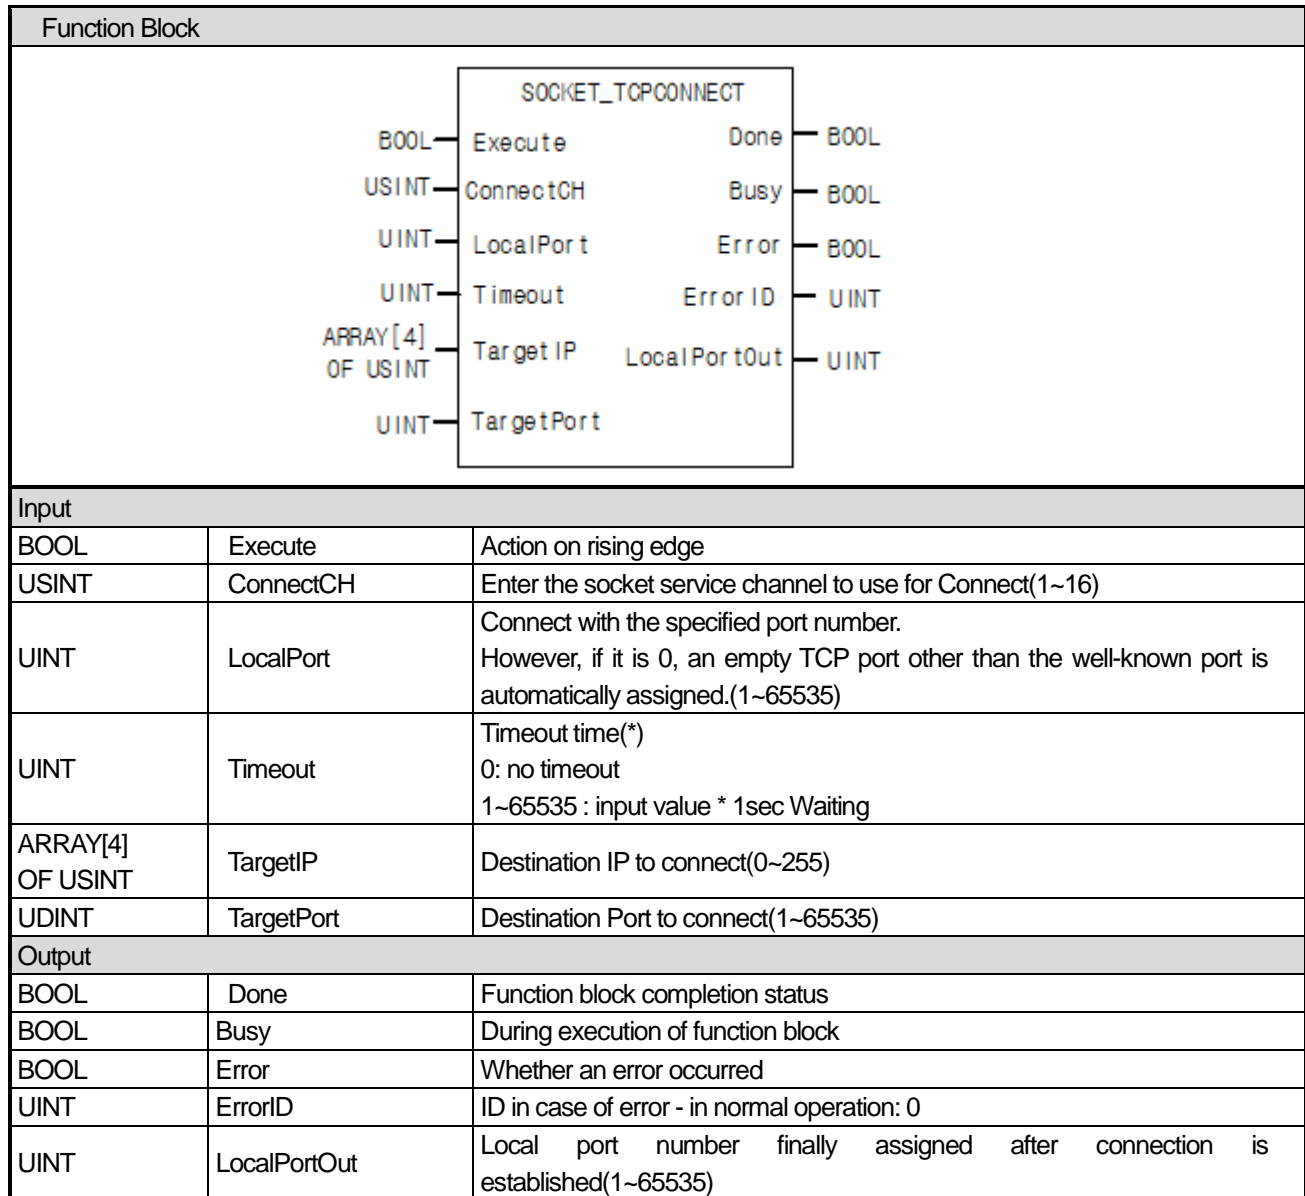 Function Block
SOCKET_TCPCONNECT
BOOL Execute Done BOOL
USINT ConnectCH Busy BOOL
UINT LocalPort Error BOOL
UINT Timeout ErrorID UINT
ARRAY[4]
OF USINT TargetIP LocalPortOut UINT
UINT TargetPort
Input
BOOL Execute Action on rising edge
USINT ConnectCH Enter the socket service channel to use for Connect(1~16)
UINT LocalPort Connect with the specified port number.
However, if it is 0, an empty TCP port other than the well-known port is
automatically assigned.(1~65535)
UINT Timeout Timeout time(*)
0: no timeout
1~65535 : input value * 1sec Waiting
ARRAY[4]
OF USINT TargetIP Destination IP to connect(0~255)
UDINT TargetPort Destination Port to connect(1~65535)
Output
BOOL Done Function block completion status
BOOL Busy During execution of function block
BOOL Error Whether an error occurred
UINT ErrorID ID in case of error - in normal operation: 0
UINT LocalPortOut Local port number finally assigned after connection is
established(1~65535)